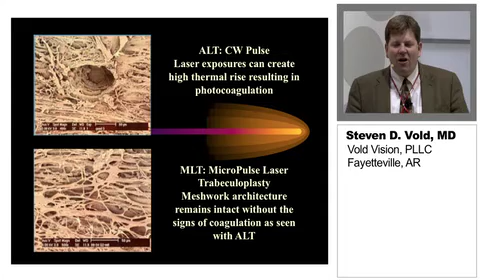 ALT: CW Pulse
Laser exposures can create
high thermal rise resulting in
photocoagulation
MLT: MicroPulse Laser
Trabeculoplasty
Meshwork architecture
remains intact without the
signs of coagulation as seen
with ALT
Steven D. Vold, MD
Vold Vision, PLLC
Fayetteville, AR